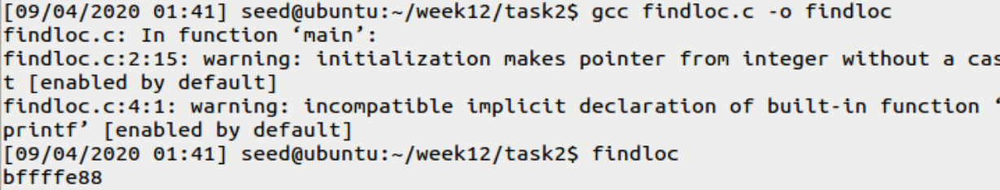 [09/04/2020 01:41] seed@ubuntu:~/week12/task2$ gcc findloc.c -o findloc
findloc.c: In function ‘main’:
findloc.c:2:15: warning: initialization makes pointer from integer without a cas
t [enabled by default]
findloc.c:4:1: warning: incompatible implicit declaration of built-in function ‘
printf’ [enabled by default]
[09/04/2020 01:41] seed@ubuntu:~/week12/task2$ findloc
bffffe88